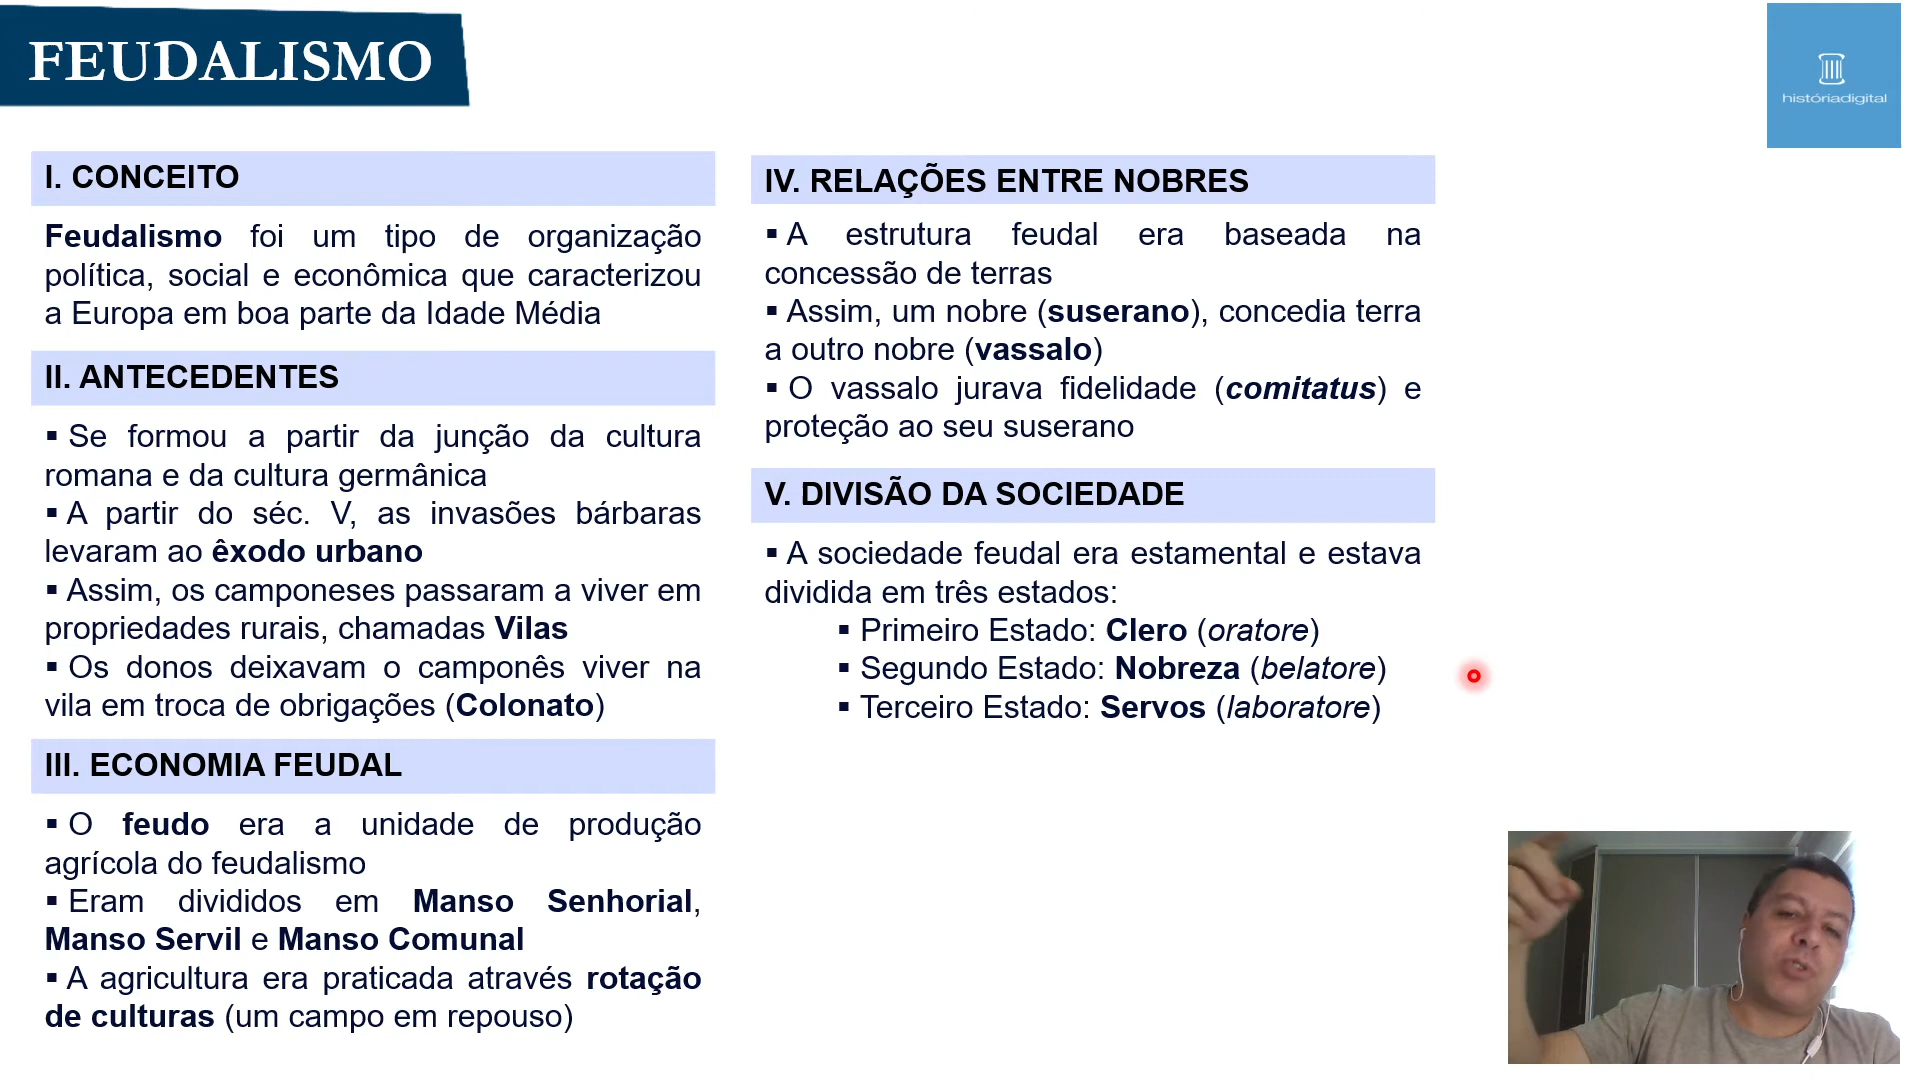 FEUDALISMO
históriadigital
I. CONCEITO
Feudalismo foi um tipo de organização
política, social e econômica que caracterizou
a Europa em boa parte da Idade Média
II. ANTECEDENTES
▪ Se formou a partir da junção da cultura
romana e da cultura germânica
▪ A partir do séc. V, as invasões bárbaras
levaram ao êxodo urbano
▪ Assim, os camponeses passaram a viver em
propriedades rurais, chamadas Vilas
▪ Os donos deixavam o camponês viver na
vila em troca de obrigações (Colonato)
III. ECONOMIA FEUDAL
▪ O feudo era a unidade de produção
agrícola do feudalismo
▪ Eram divididos em Manso Senhorial,
Manso Servil e Manso Comunal
▪ A agricultura era praticada através rotação
de culturas (um campo em repouso)
IV. RELAÇÕES ENTRE NOBRES
▪ A estrutura feudal era baseada na
concessão de terras
▪ Assim, um nobre (suserano), concedia terra
a outro nobre (vassalo)
▪ O vassalo jurava fidelidade (comitatus) e
proteção ao seu suserano
V. DIVISÃO DA SOCIEDADE
▪ A sociedade feudal era estamental e estava
dividida em três estados:
▪ Primeiro Estado: Clero (oratore)
▪ Segundo Estado: Nobreza (belatore)
▪ Terceiro Estado: Servos (laboratore)